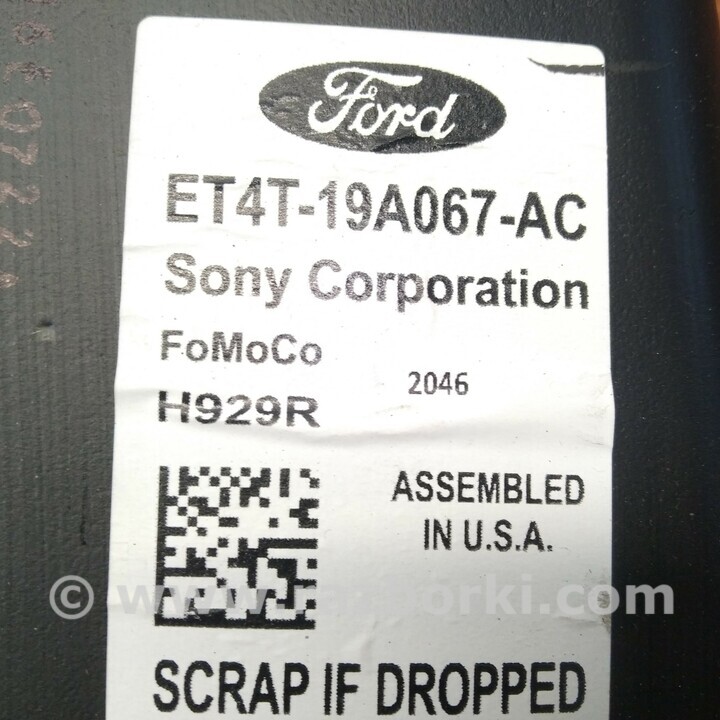 Ford
ET4T-19A067-AC
Sony Corporation
FoMoCo
2046
H929R
ASSEMBLED
IN U.S.A.
SCRAP IF DROPPED